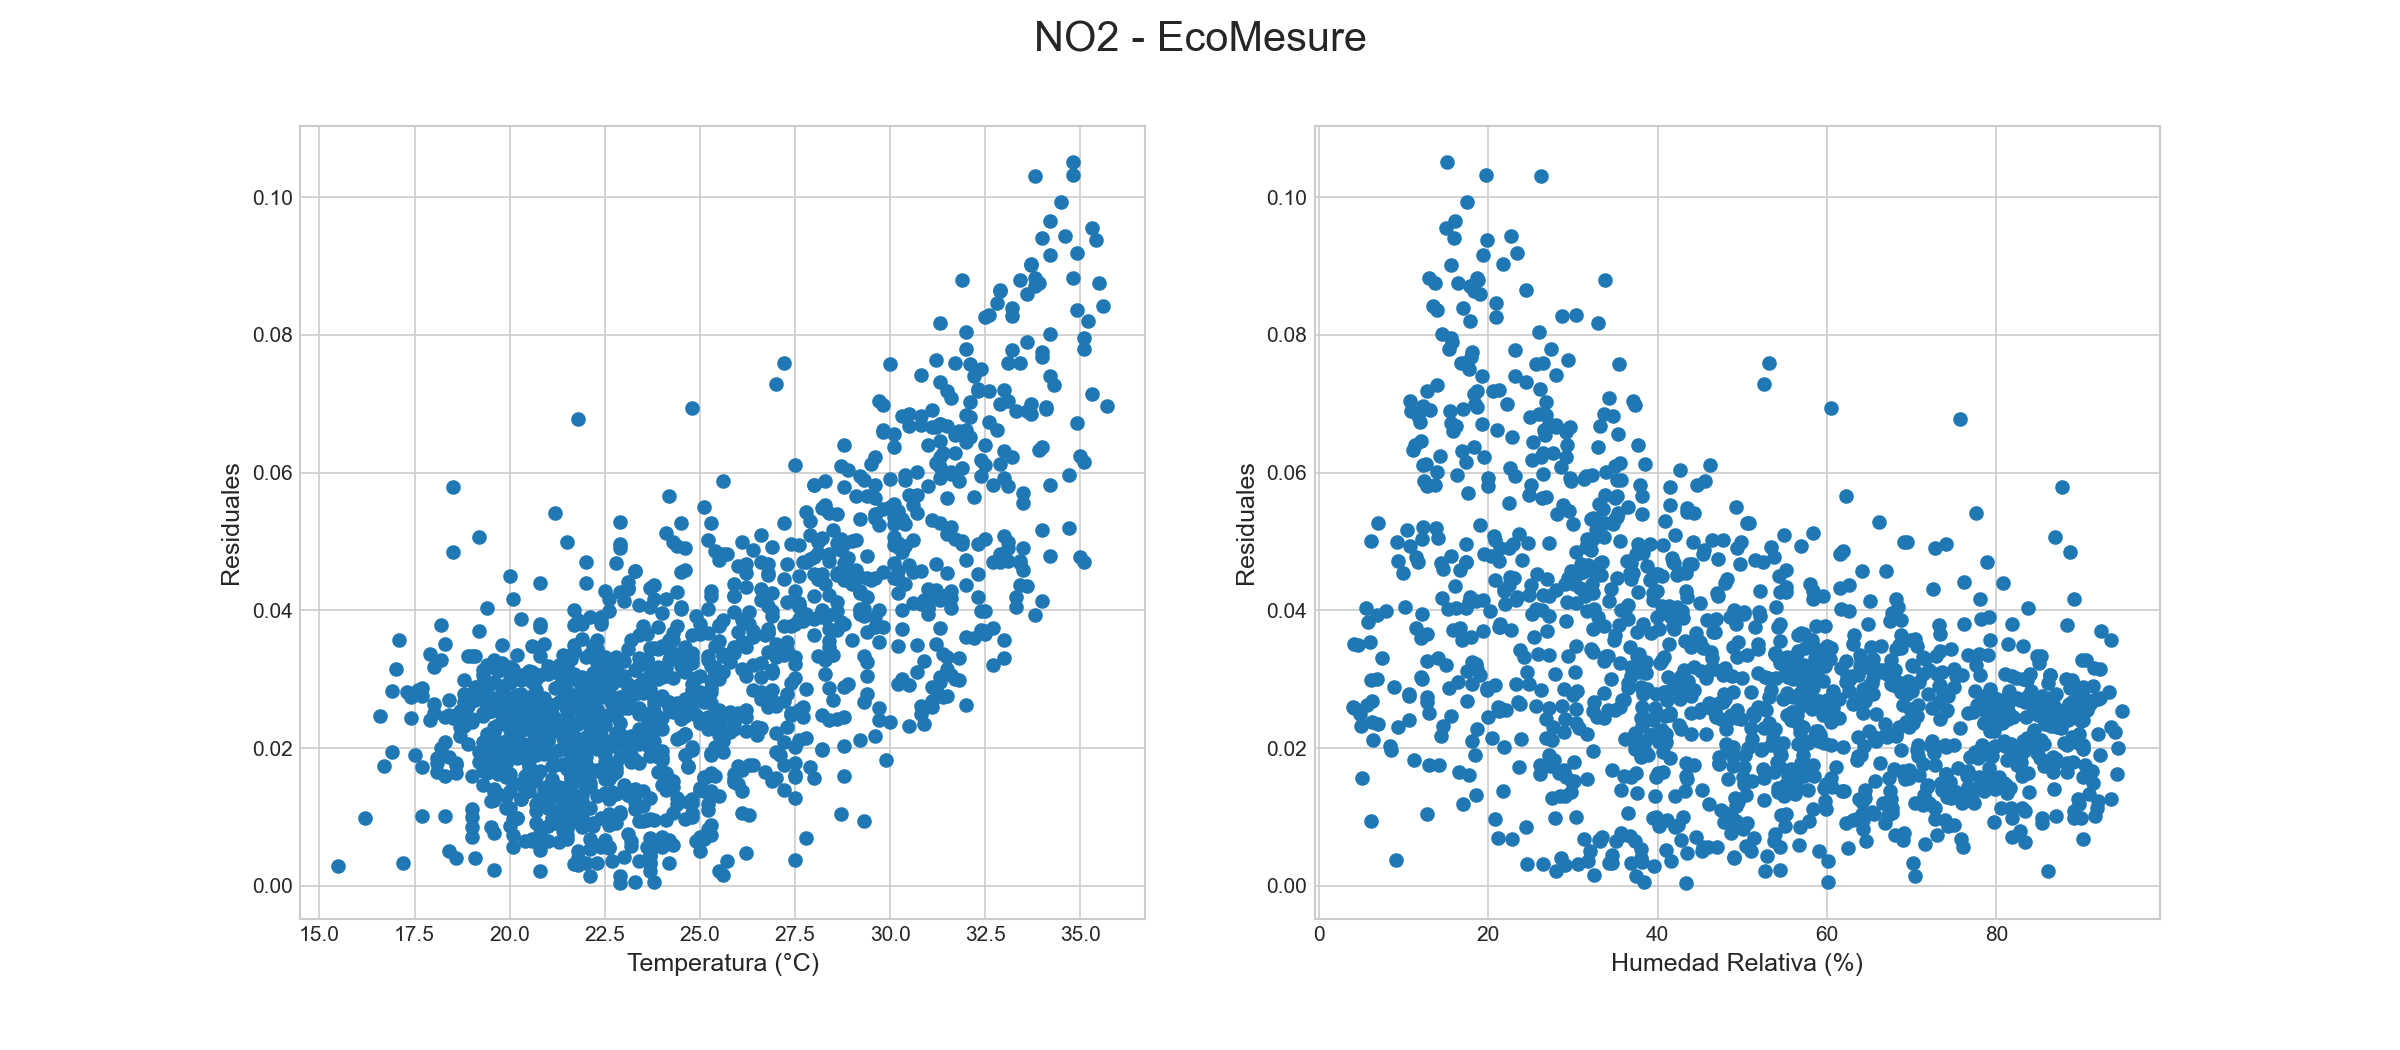 NO2 - EcoMesure
Residuales
0.10
0.08
0.06
0.04
0.02
0.00
15.0 17.5 20.0 22.5 25.0 27.5 30.0 32.5 35.0
Temperatura (°C)
Residuales
0.10
0.08
0.06
0.04
0.02
0.00
0 20 40 60 80
Humedad Relativa (%)